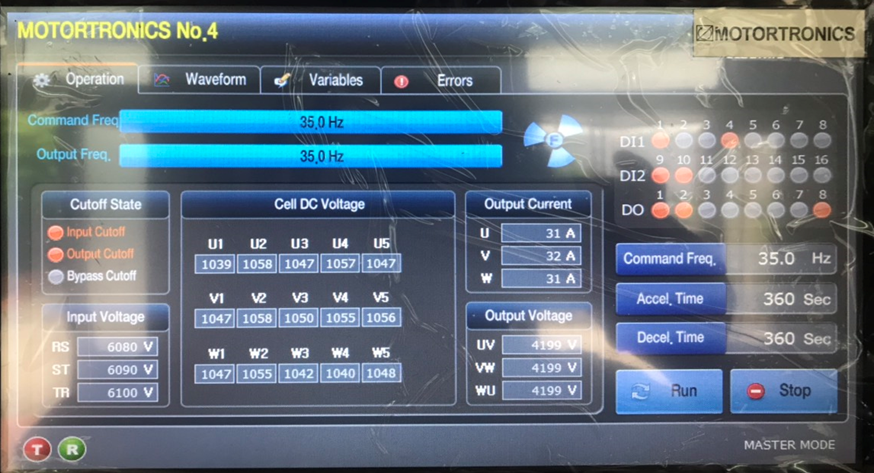 MOTORTRONICS No.4
MOTORTRONICS
Operation
Waveform
Variables
Errors
Command Freq.
35.0 Hz
Output Freq.
35.0 Hz
F
1 2 3 4 5 6 7 8
DI1
9 10 11 12 13 14 15 16
DI2
1 2 3 4 5 6 7 8
DO
Cutoff State
Input Cutoff
Output Cutoff
Bypass Cutoff
Input Voltage
RS 6080 V
ST 6090 V
TR 6100 V
Cell DC Voltage
U1 U2 U3 U4 U5
1039 1058 1047 1057 1047
V1 V2 V3 V4 V5
1047 1058 1050 1055 1056
W1 W2 W3 W4 W5
1047 1055 1042 1040 1048
Output Current
U 31 A
V 32 A
W 31 A
Output Voltage
UV 4199 V
VW 4199 V
WU 4199 V
Command Freq. 35.0 Hz
Accel. Time 360 Sec
Decel. Time 360 Sec
Run
Stop
T R
MASTER MODE